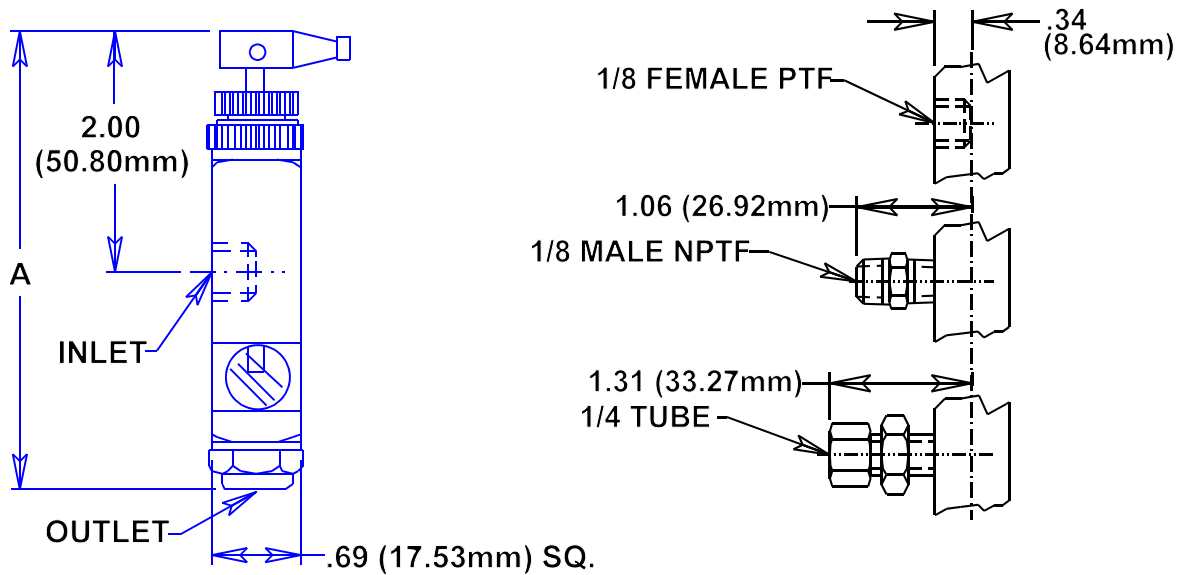 .34
(8.64mm)
1/8 FEMALE PTF
2.00
(50.80mm)
1.06 (26.92mm)
1/8 MALE NPTF
A
INLET
1.31 (33.27mm)
1/4 TUBE
OUTLET
.69 (17.53mm) SQ.